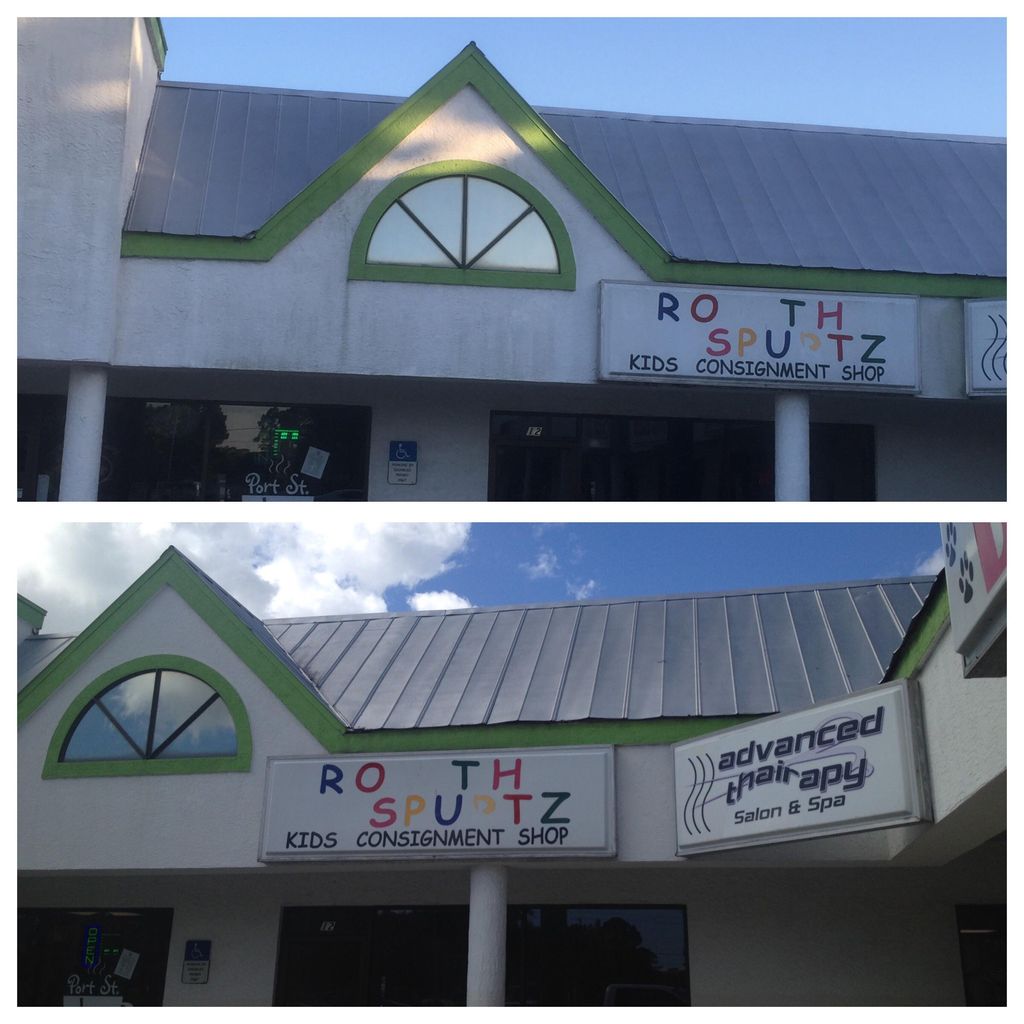 RO TH
SPU TZ
KIDS CONSIGNMENT SHOP
12
Port St.
RO TH
SPU TZ
KIDS CONSIGNMENT SHOP
advanced
thairapy
Salon & Spa
12
OPEN
Port St.